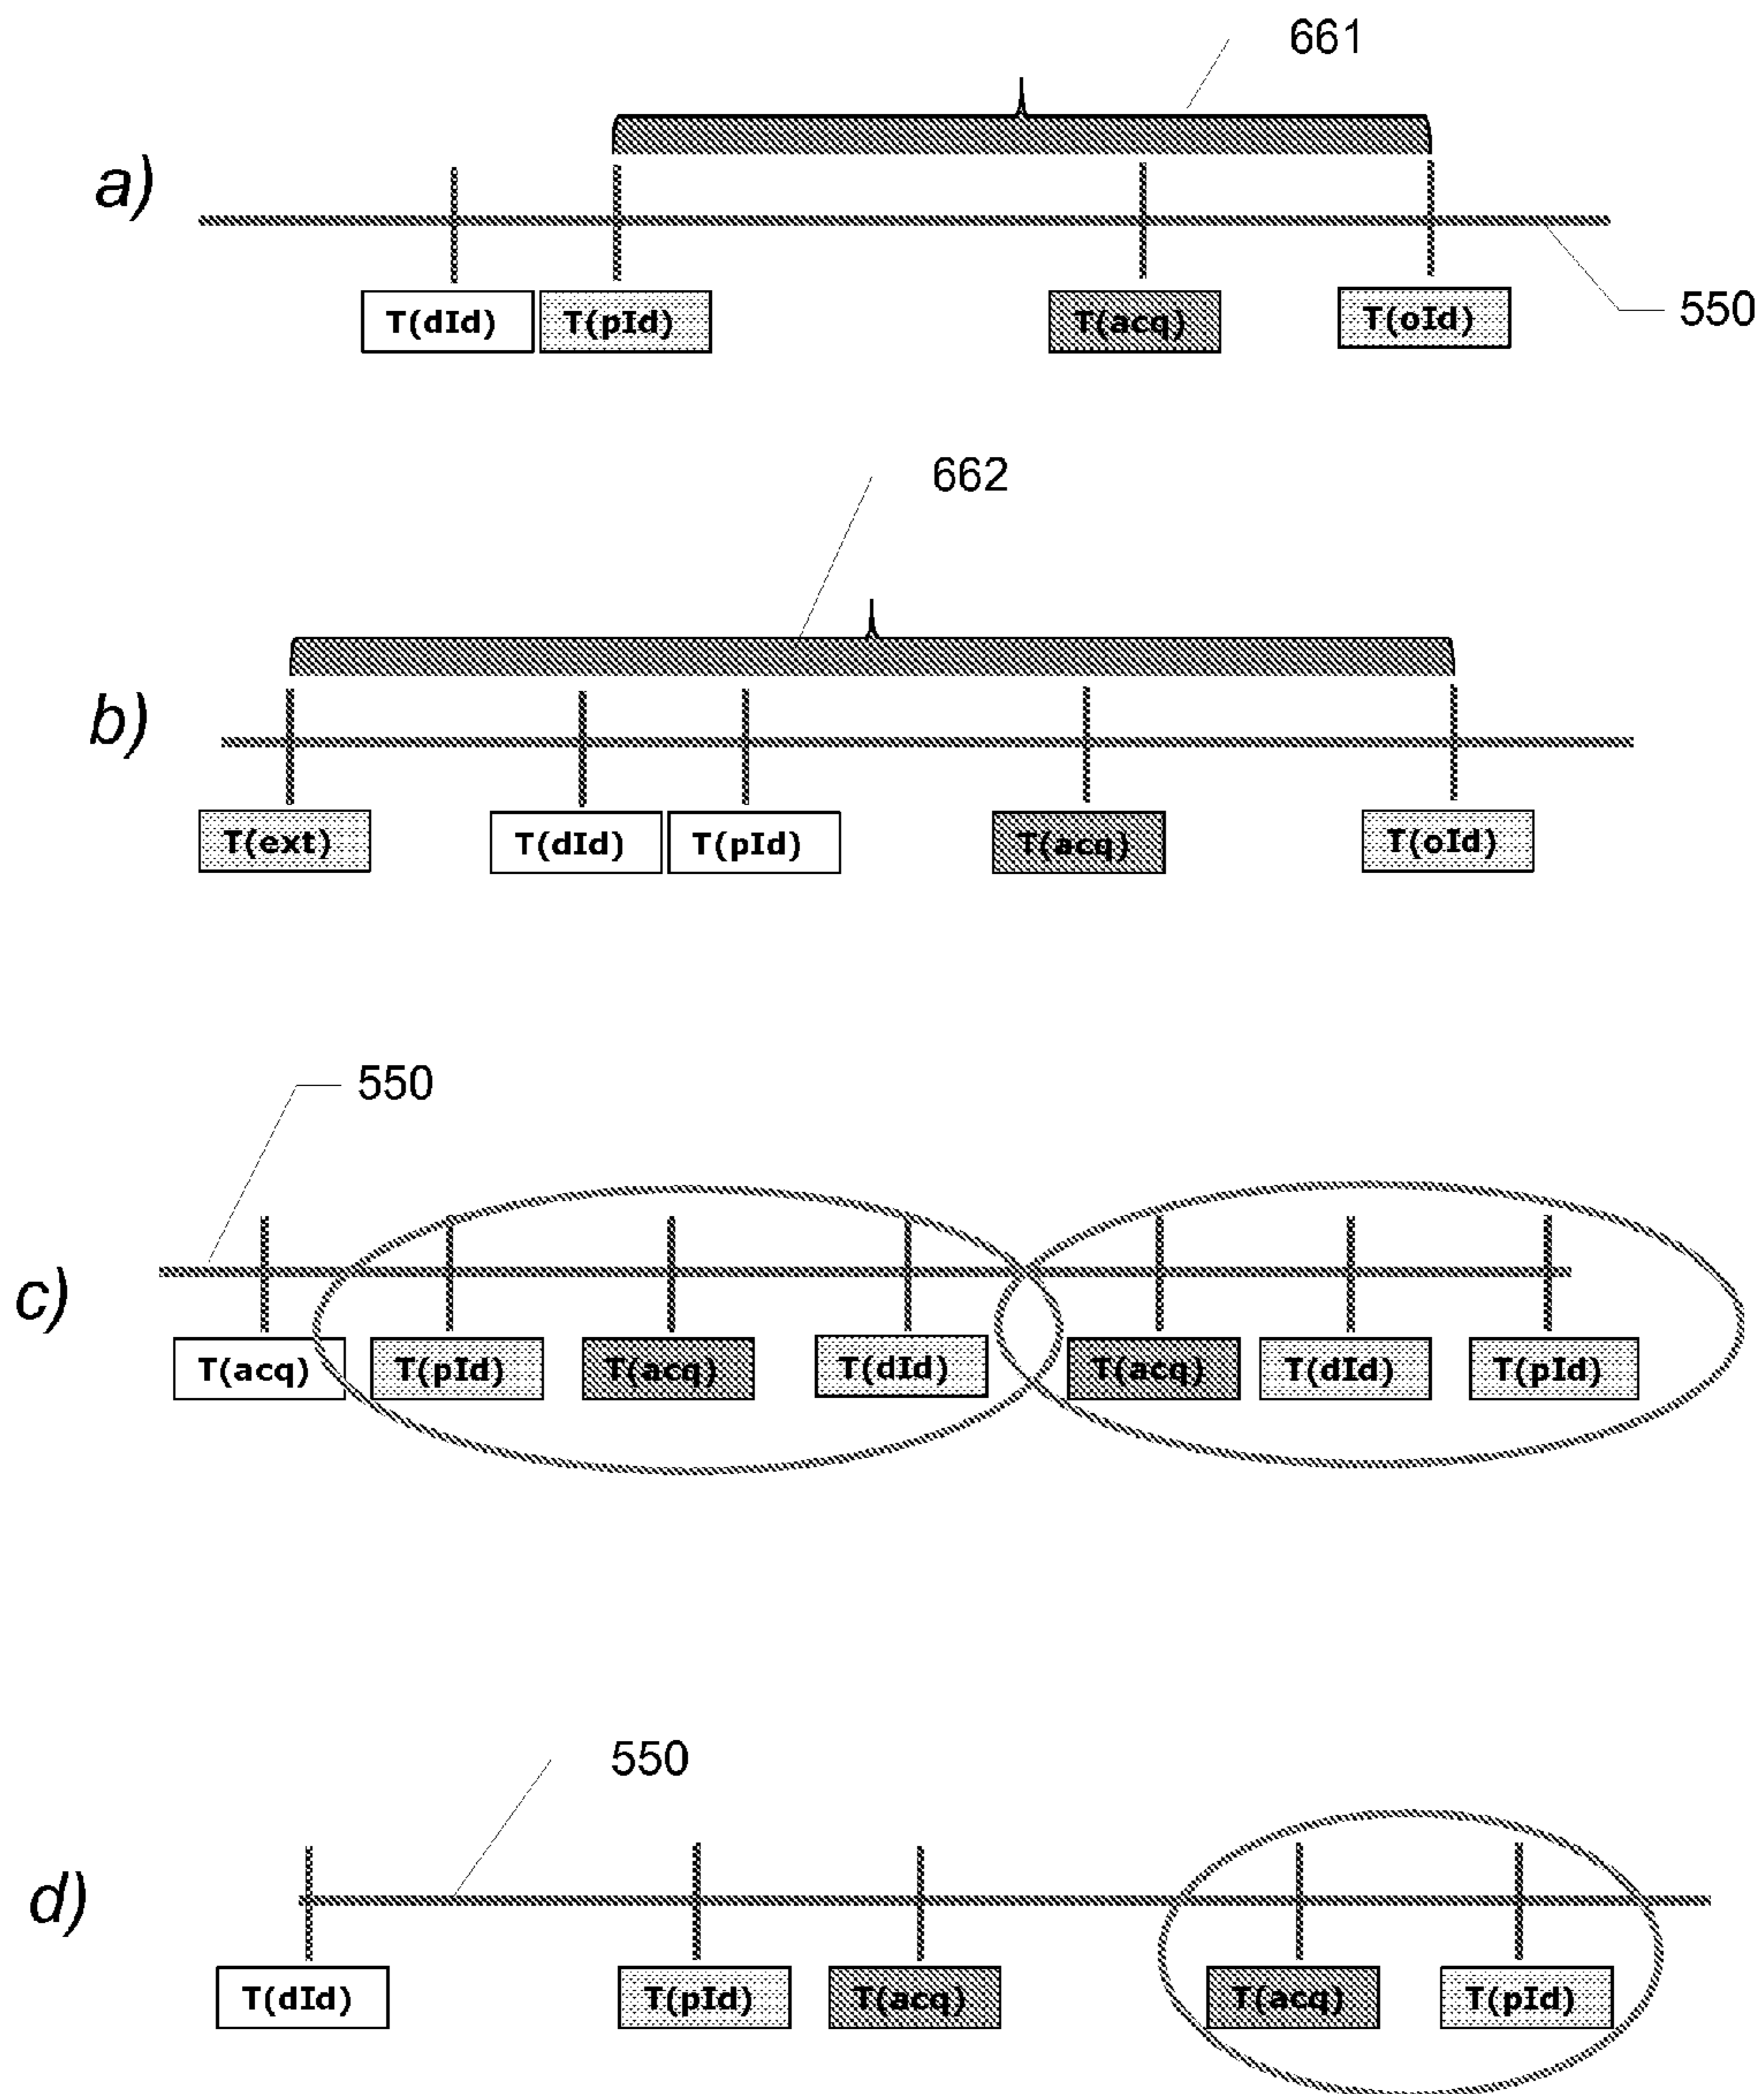 661
a)
T(dId) T(pId) T(acq) T(oId)
550
662
b)
T(ext) T(dId) T(pId) T(acq) T(oId)
550
c)
T(acq) T(pId) T(acq) T(dId) T(acq) T(dId) T(pId)
550
d)
T(dId) T(pId) T(acq) T(acq) T(pId)